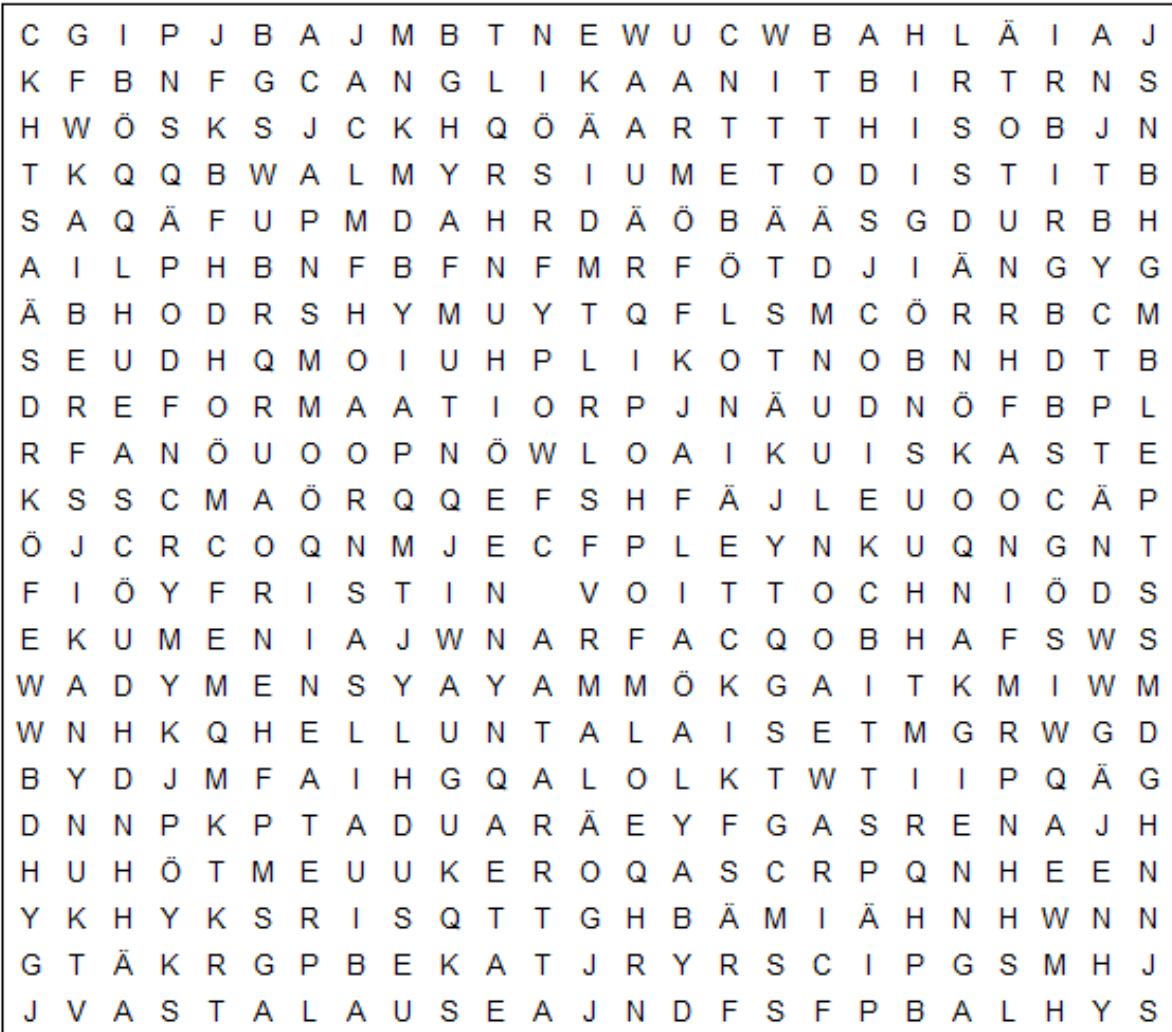 C G I P J B A J M B T N E W U C W B A H L Ä I A J
K F B N F G C A N G L I K A A N I T B I R T R N S
H W Ö S K S J C K H Q Ö Ä A R T T T H I S O B J N
T K Q Q B W A L M Y R S I U M E T O D I S T I T B
S A Q Ä F U P M D A H R D Ä Ö B Ä Ä S G D U R B H
A I L P H B N F B F N F M R F Ö T D J I Ä N G Y G
Ä B H O D R S H Y M U Y T Q F L S M C Ö R R B C M
S E U D H Q M O I U H P L I K O T N O B N H D T B
D R E F O R M A A T I O R P J N Ä U D N Ö F B P L
R F A N Ö U O O P N Ö W L O A I K U I S K A S T E
K S S C M A Ö R Q Q E F S H F Ä J L E U O O C Ä P
Ö J C R C O Q N M J E C F P L E Y N K U Q N G N T
F I Ö Y F R I S T I N V O I T T O C H N I Ö D S
E K U M E N I A J W N A R F A C Q O B H A F S W S
W A D Y M E N S Y A Y A M M Ö K G A I T K M I W M
W N H K Q H E L L U N T A L A I S E T M G R W G D
B Y D J M F A I H G Q A L O L K T W T I I P Q Ä G
D N N P K P T A D U A R Ä E Y F G A S R E N A J H
H U H Ö T M E U U K E R O Q A S C R P Q N H E E N
Y K H Y K S R I S Q T T G H B Ä M I Ä H N H W N N
G T Ä K R G P B E K A T J R Y R S C I P G S M H J
J V A S T A L A U S E A J N D F S F P B A L H Y S